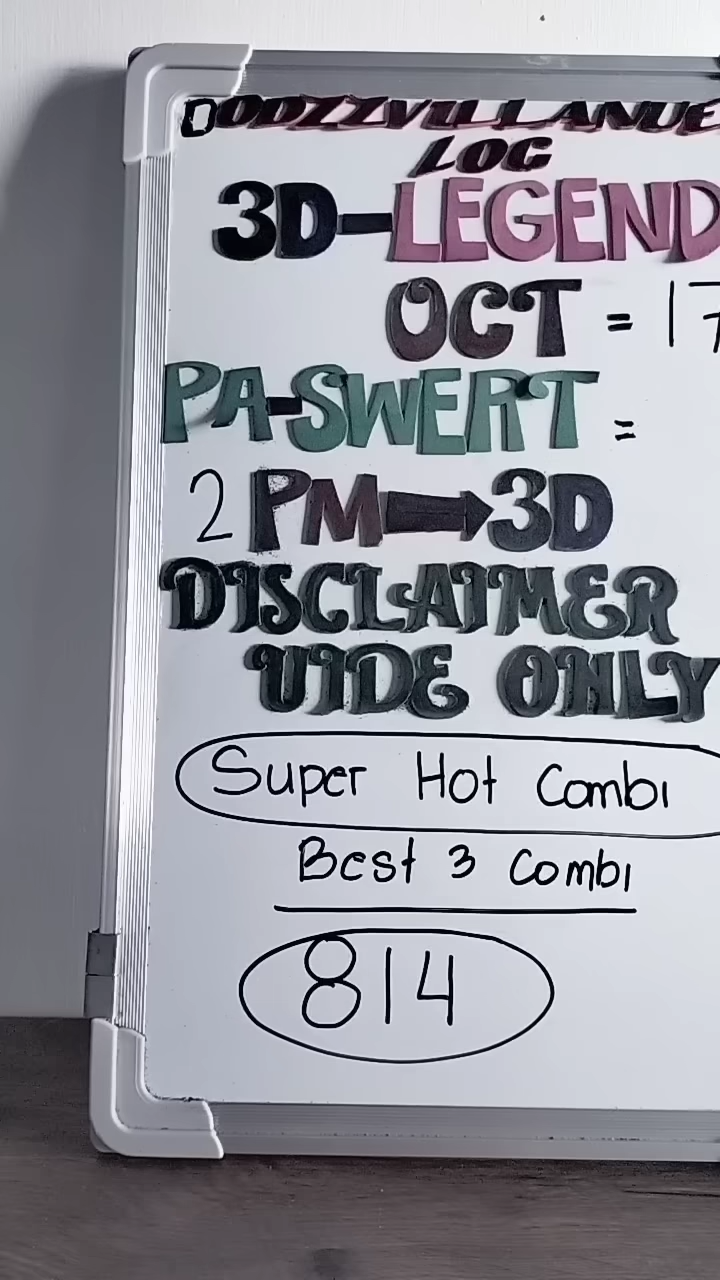 DODZZVILLANUE
LOG
3D-LEGEND
OCT = 17
PA-SWERT =
2 PM→3D
DISCLAIMER
VIDE ONLY
Super Hot Combi
Best 3 Combi
814